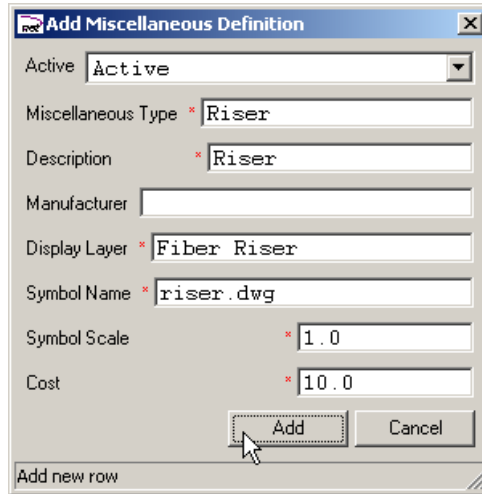 Add Miscellaneous Definition
Active Active
Miscellaneous Type * Riser
Description * Riser
Manufacturer
Display Layer * Fiber Riser
Symbol Name * riser.dwg
Symbol Scale * 1.0
Cost * 10.0
Add Cancel
Add new row